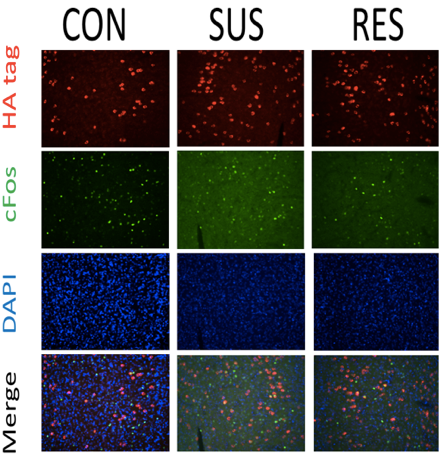 CON SUS RES
HA tag
cFos
DAPI
Merge